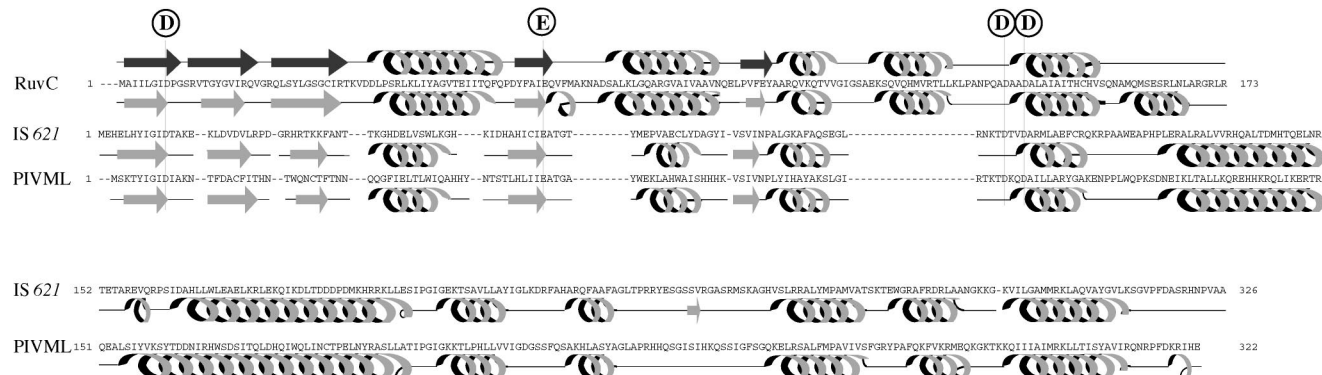 D E D D
RuvC 1 ---MAIILGIDPGSRVTGYGVIRQVGRQLSYLGSGCIRTKVDDLPSRLKLIYAGVTEIITQFQPDYFAIEQVFMAKNADSALKLGQARGVAIVAAVNQELPVFEYAARQVKQTVVGIGSAEKSQVQHMVRTLLKLPANPQADAADALAIAITHCHVSQNAMQMSESRLNLARGRLR 173
IS 621 1 MEHELHYIGIDTAKE-KLDVDVLRPD-GRHRTKKFANT--TKGHDELVSWLKGH---KIDHAHICIEATGT---------YMEPVAECLYDAGYI-VSVINPALGKAFAQSEGL--------------------RNKTDTVDARMLAEFCRQKRPAAWEAPHPLERALRALVVRHQALTDMHTQELNR
PIVML 1 --MSKTYIGIDIAKN--TFDACFITHN--TWQNCTFTNN--QQGFIELTLWIQAHHY-NTSTLHLIIEATGA---------YWEKLAHWAISHHHK-VSIVNPLYIHAYAKSLGI--------------------RTKTDKQDAILLARYGAKENPPLWQPKSDNEIKLTALLKQREHHKRQLIKERTR
IS 621 152 TETAREVQRPSIDAHLLWLEAELKRLEKQIKDLTDDDPDMKHRRKLLESIPGIGEKTSAVLLAYIGLKDRFAHARQFAAFAGLTPRRYESGSSVRGASRMSKAGHVSLRRALYMPAMVATSKTEWGRAFRDRLAANGKKG-KVILGAMMRKLAQVAYGVLKSGVPFDASRHNPVAA 326
PIVML 151 QEALSIYVKSYTDDNIRHWSDSITQLDHQIWQLINCTPELNYRASLLATIPGIGKKTLPHLLVVIGDGSSFQSAKHLASYAGLAPRHHQSGISIHKQSSIGFSGQKELRSALFMPAVIVSFGRYPAFQKFVKRMEQKGKTKKQIIIAIMRKLLTISYAVIRQNRPFDKRIHE 322